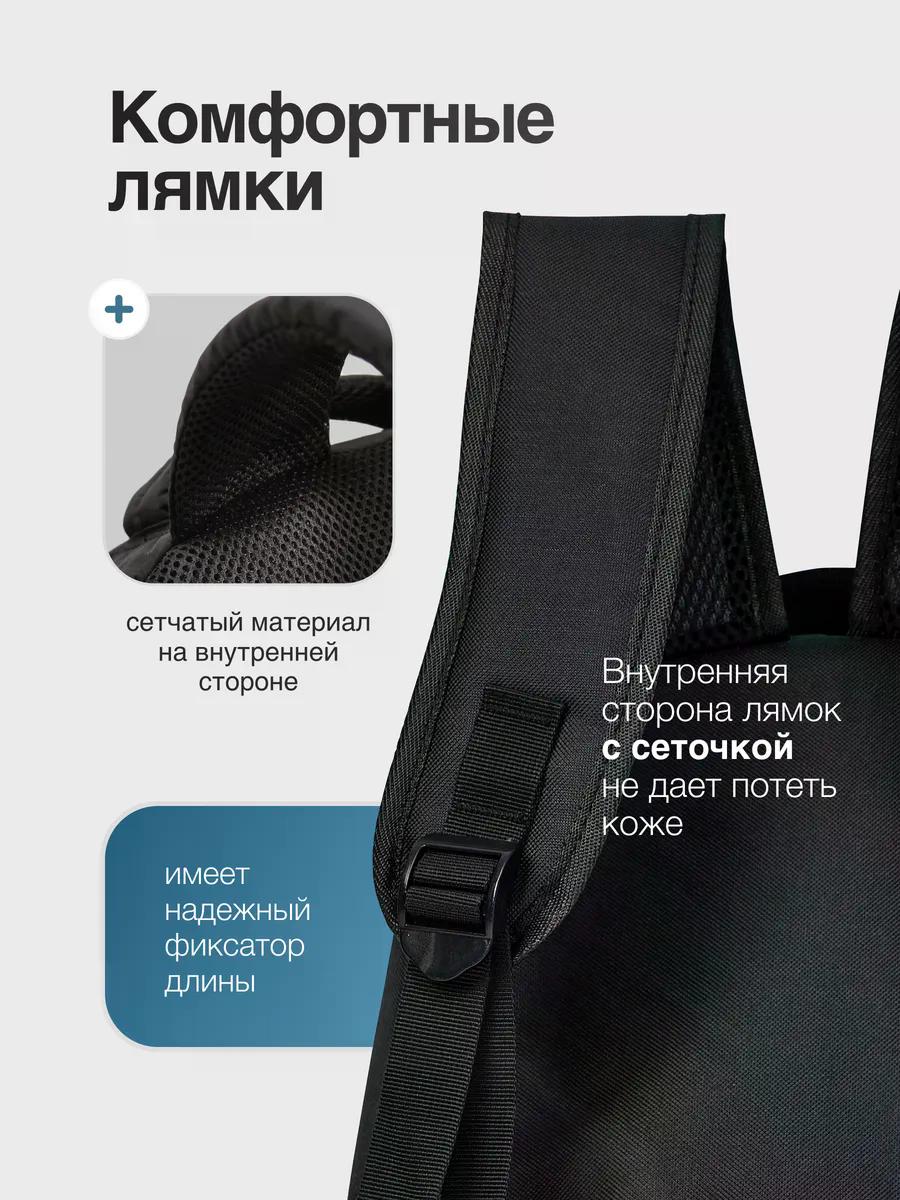 Комфортные
лямки
сетчатый материал
на внутренней
стороне
Внутренняя
сторона лямок
с сеточкой
не дает потеть
коже
имеет
надежный
фиксатор
длины